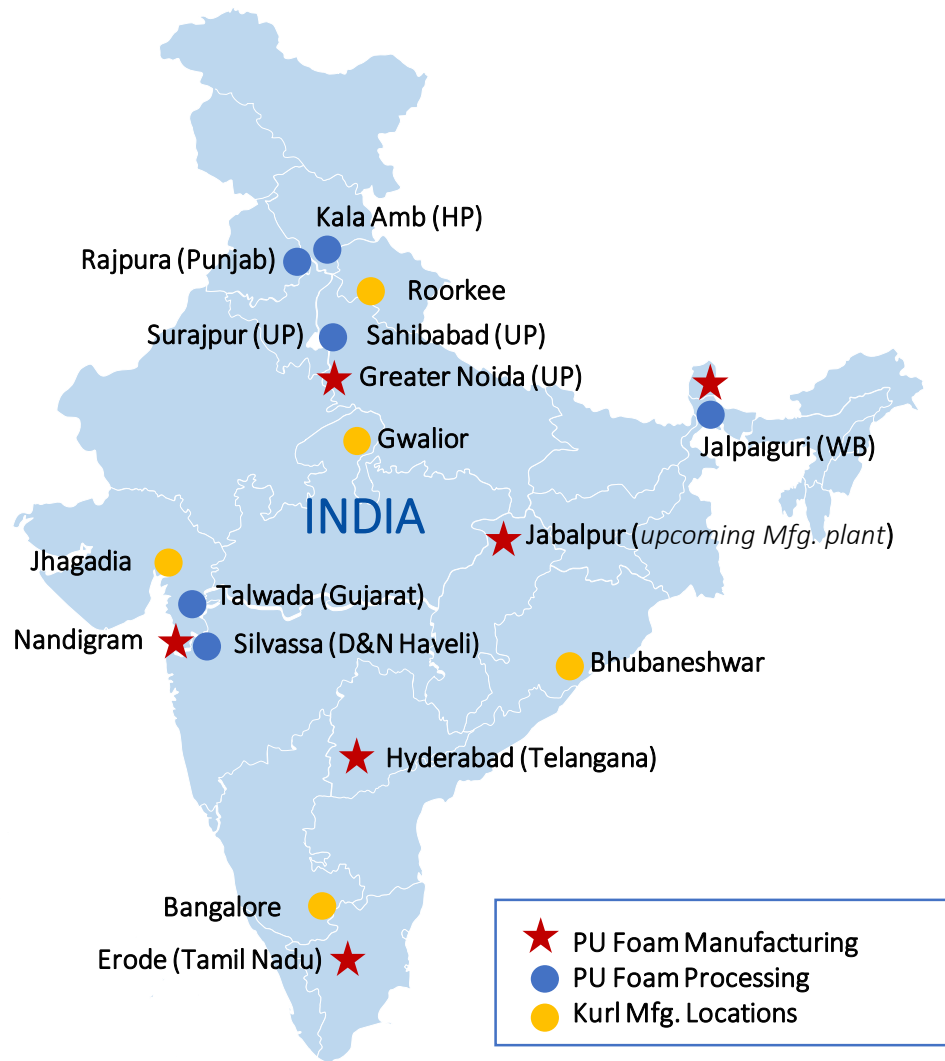 Kala Amb (HP)
Rajpura (Punjab)
Roorkee
Surajpur (UP)
Sahibabad (UP)
Greater Noida (UP)
Gwalior
Jalpaiguri (WB)
INDIA
Jabalpur (upcoming Mfg. plant)
Jhagadia
Talwada (Gujarat)
Nandigram
Silvassa (D&N Haveli)
Bhubaneshwar
Hyderabad (Telangana)
Bangalore
Erode (Tamil Nadu)
PU Foam Manufacturing
PU Foam Processing
Kurl Mfg. Locations